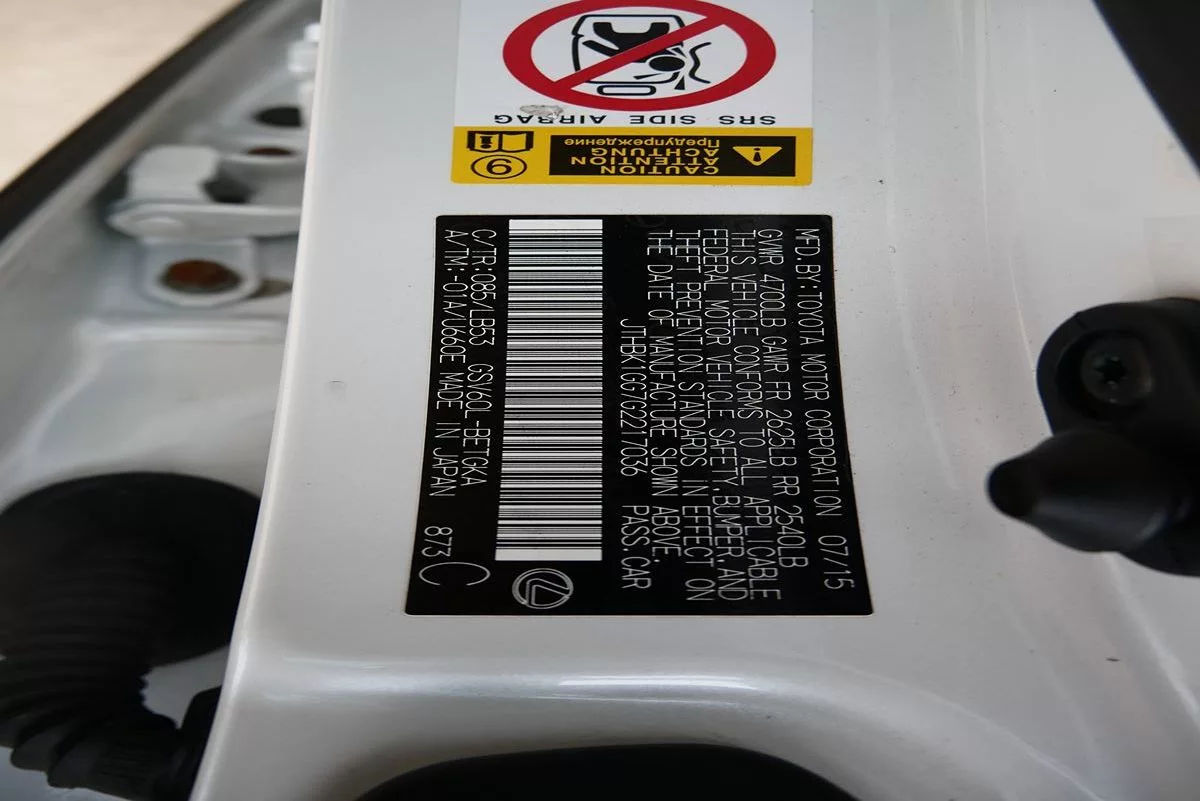 SRS SIDE AIRBAG
CAUTION
ATTENTION
ACHTUNG
Предупреждение
MFD.BY:TOYOTA MOTOR CORPORATION 07/15
GVWR 4700LB GAWR FR 2625LB RR 2540LB
THIS VEHICLE CONFORMS TO ALL APPLICABLE
FEDERAL MOTOR VEHICLE SAFETY,BUMPER,AND
THEFT PREVENTION STANDARDS IN EFFECT ON
THE DATE OF MANUFACTURE SHOWN ABOVE.
JTHBK1GG7G2217036 PASS.CAR
C/TR:085/LB53 GSV60L-BETGKA
A/TM:-01A/U660E MADE IN JAPAN 873 C